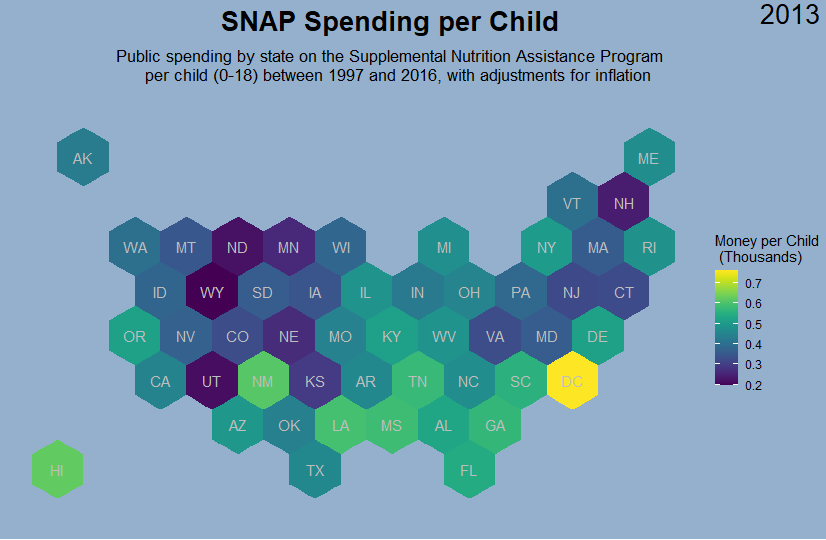 2013
SNAP Spending per Child
Public spending by state on the Supplemental Nutrition Assistance Program
per child (0-18) between 1997 and 2016, with adjustments for inflation
AK ME
VT NH
WA MT ND MN WI MI NY MA RI
ID WY SD IA IL IN OH PA NJ CT
OR NV CO NE MO KY WV VA MD DE
CA UT NM KS AR TN NC SC DC
AZ OK LA MS AL GA
HI TX FL
Money per Child
(Thousands)
0.7
0.6
0.5
0.4
0.3
0.2